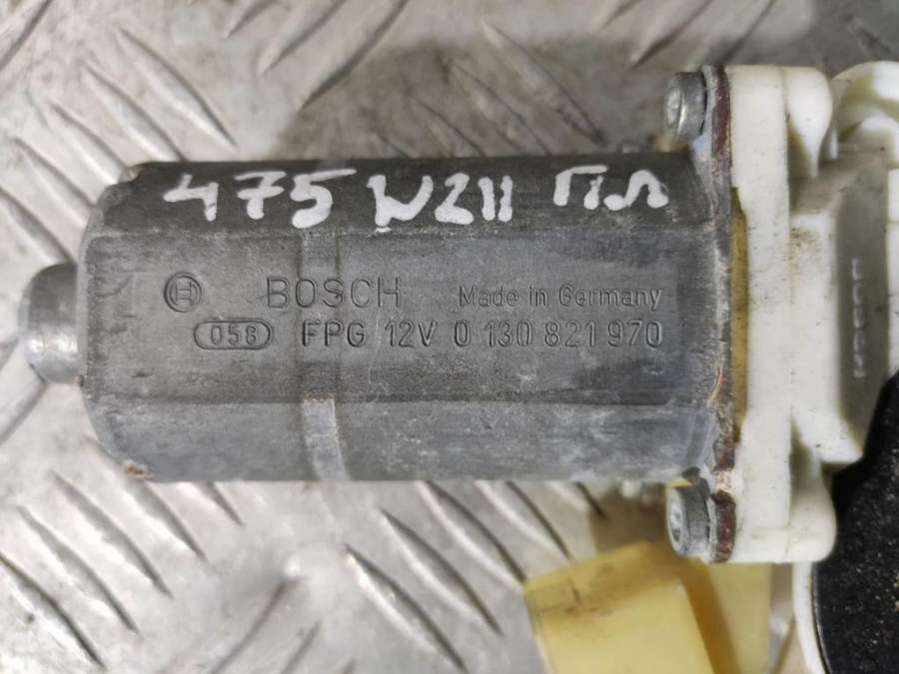 475 W211 ПЛ
BOSCH Made in Germany
058 FPG 12V 0 130 821 970